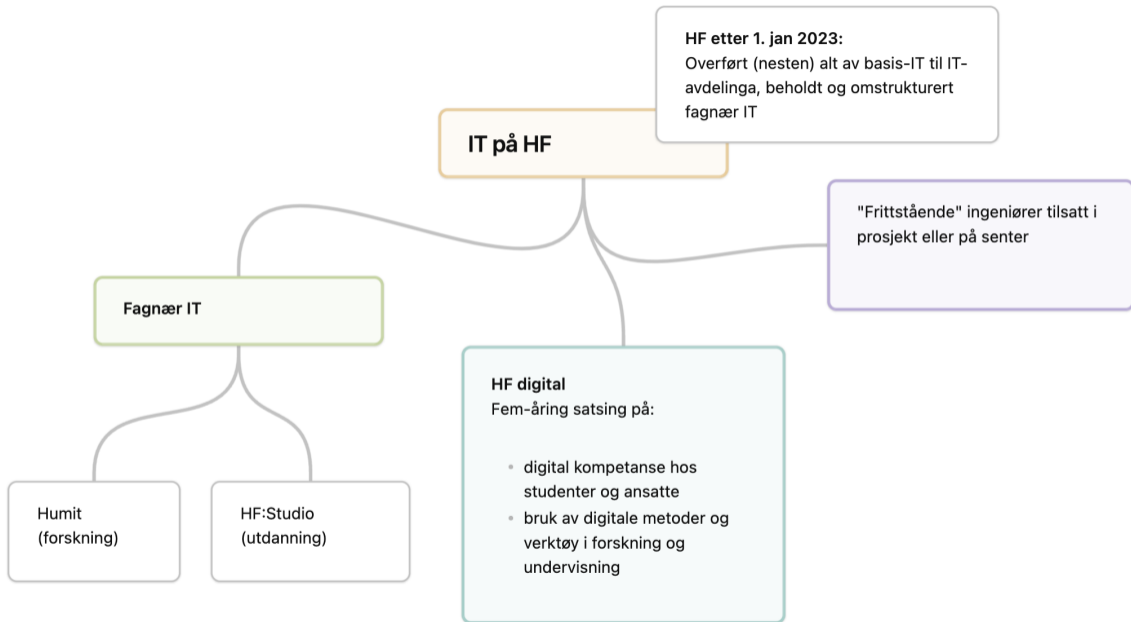 HF etter 1. jan 2023:
Overført (nesten) alt av basis-IT til IT-
avdelinga, beholdt og omstrukturert
fagnær IT
IT på HF
"Frittstående" ingeniører tilsatt i
prosjekt eller på senter
Fagnær IT
HF digital
Fem-åring satsing på:
• digital kompetanse hos
studenter og ansatte
• bruk av digitale metoder og
verktøy i forskning og
undervisning
Humit
(forskning)
HF:Studio
(utdanning)